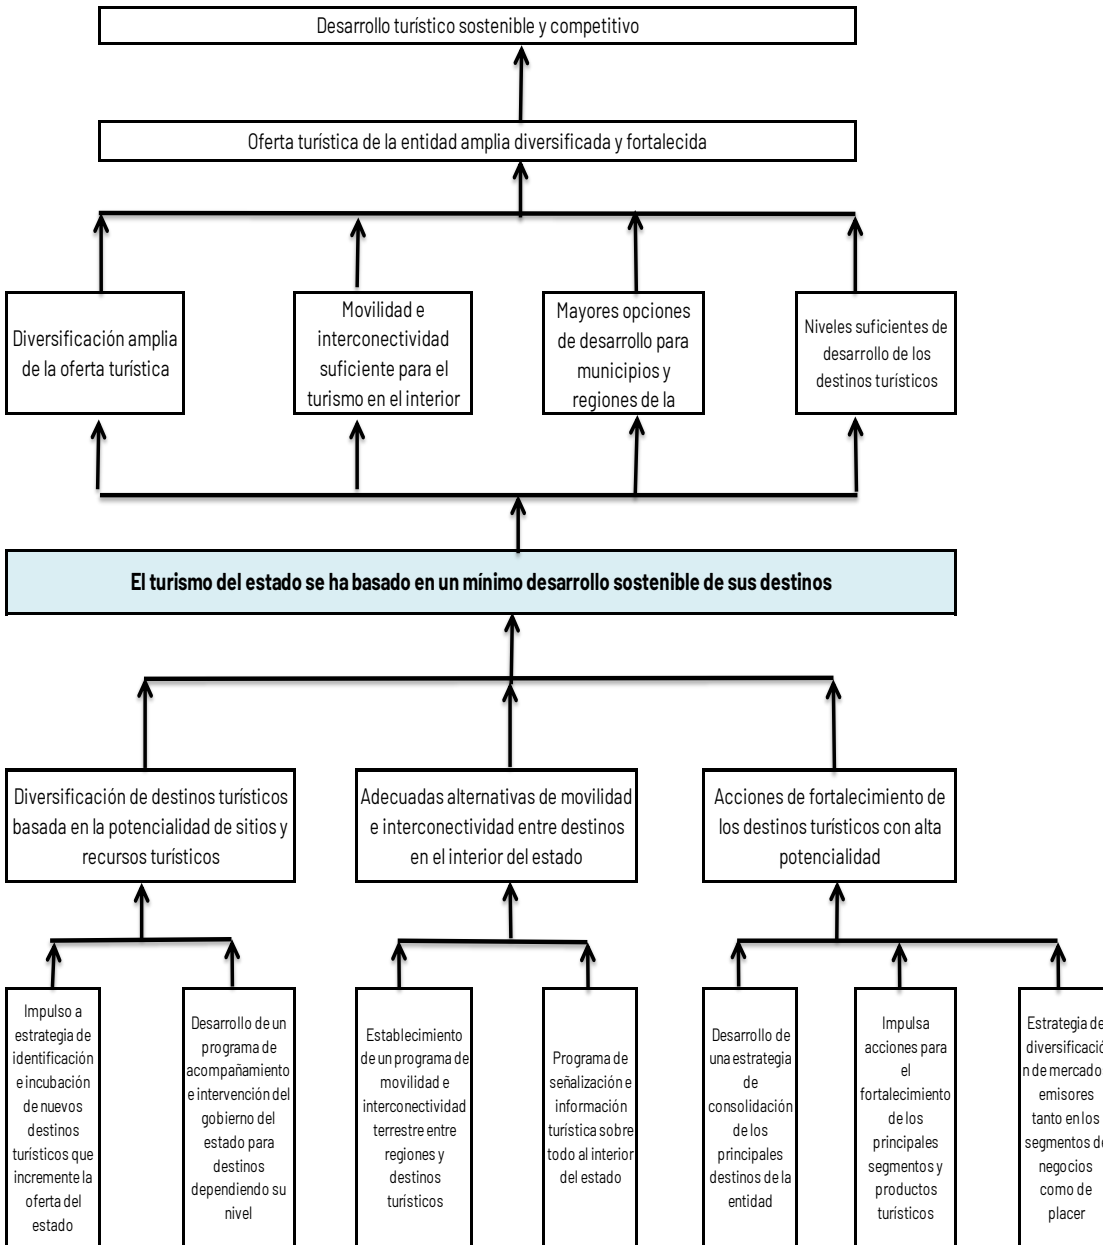 Desarrollo turístico sostenible y competitivo
Oferta turística de la entidad amplia diversificada y fortalecida
Diversificación amplia
de la oferta turística
Movilidad e
interconectividad
suficiente para el
turismo en el interior
Mayores opciones
de desarrollo para
municipios y
regiones de la
Niveles suficientes de
desarrollo de los
destinos turísticos
El turismo del estado se ha basado en un mínimo desarrollo sostenible de sus destinos
Diversificación de destinos turísticos
basada en la potencialidad de sitios y
recursos turísticos
Adecuadas alternativas de movilidad
e interconectividad entre destinos
en el interior del estado
Acciones de fortalecimiento de
los destinos turísticos con alta
potencialidad
Impulso a
estrategia de
identificación
e incubación
de nuevos
destinos
turísticos que
incremente la
oferta del
estado
Desarrollo de un
programa de
acompañamiento
e intervención del
gobierno del
estado para
destinos
dependiendo su
nivel
Establecimiento
de un programa de
movilidad e
interconectividad
terrestre entre
regiones y
destinos
turísticos
Programa de
señalización e
información
turística sobre
todo al interior
del estado
Desarrollo de
una estrategia
de
consolidación
de los
principales
destinos de la
entidad
Impulsa
acciones para
el
fortalecimiento
de los
principales
segmentos y
productos
turísticos
Estrategia de
diversificació
n de mercado
emisores
tanto en los
segmentos de
negocios
como de
placer